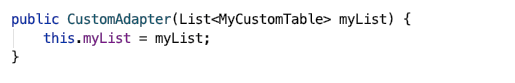 public CustomAdapter(List<MyCustomTable> myList) {
    this.myList = myList;
}